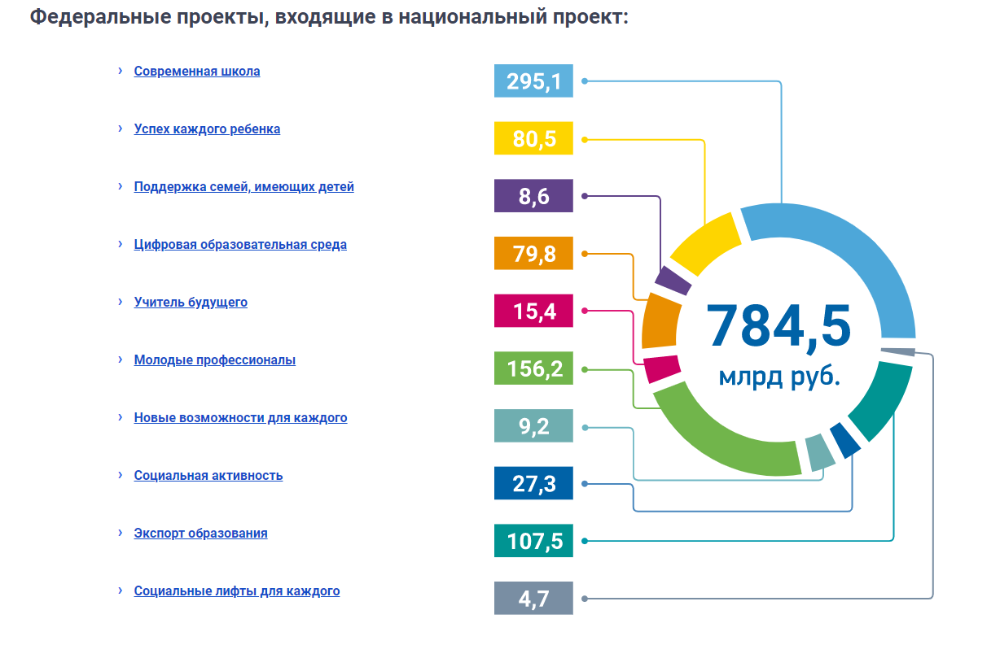 Федеральные проекты, входящие в национальный проект:
Современная школа
295,1
Успех каждого ребенка
80,5
Поддержка семей, имеющих детей
8,6
Цифровая образовательная среда
79,8
Учитель будущего
15,4
Молодые профессионалы
156,2
Новые возможности для каждого
9,2
Социальная активность
27,3
Экспорт образования
107,5
Социальные лифты для каждого
4,7
784,5
млрд руб.